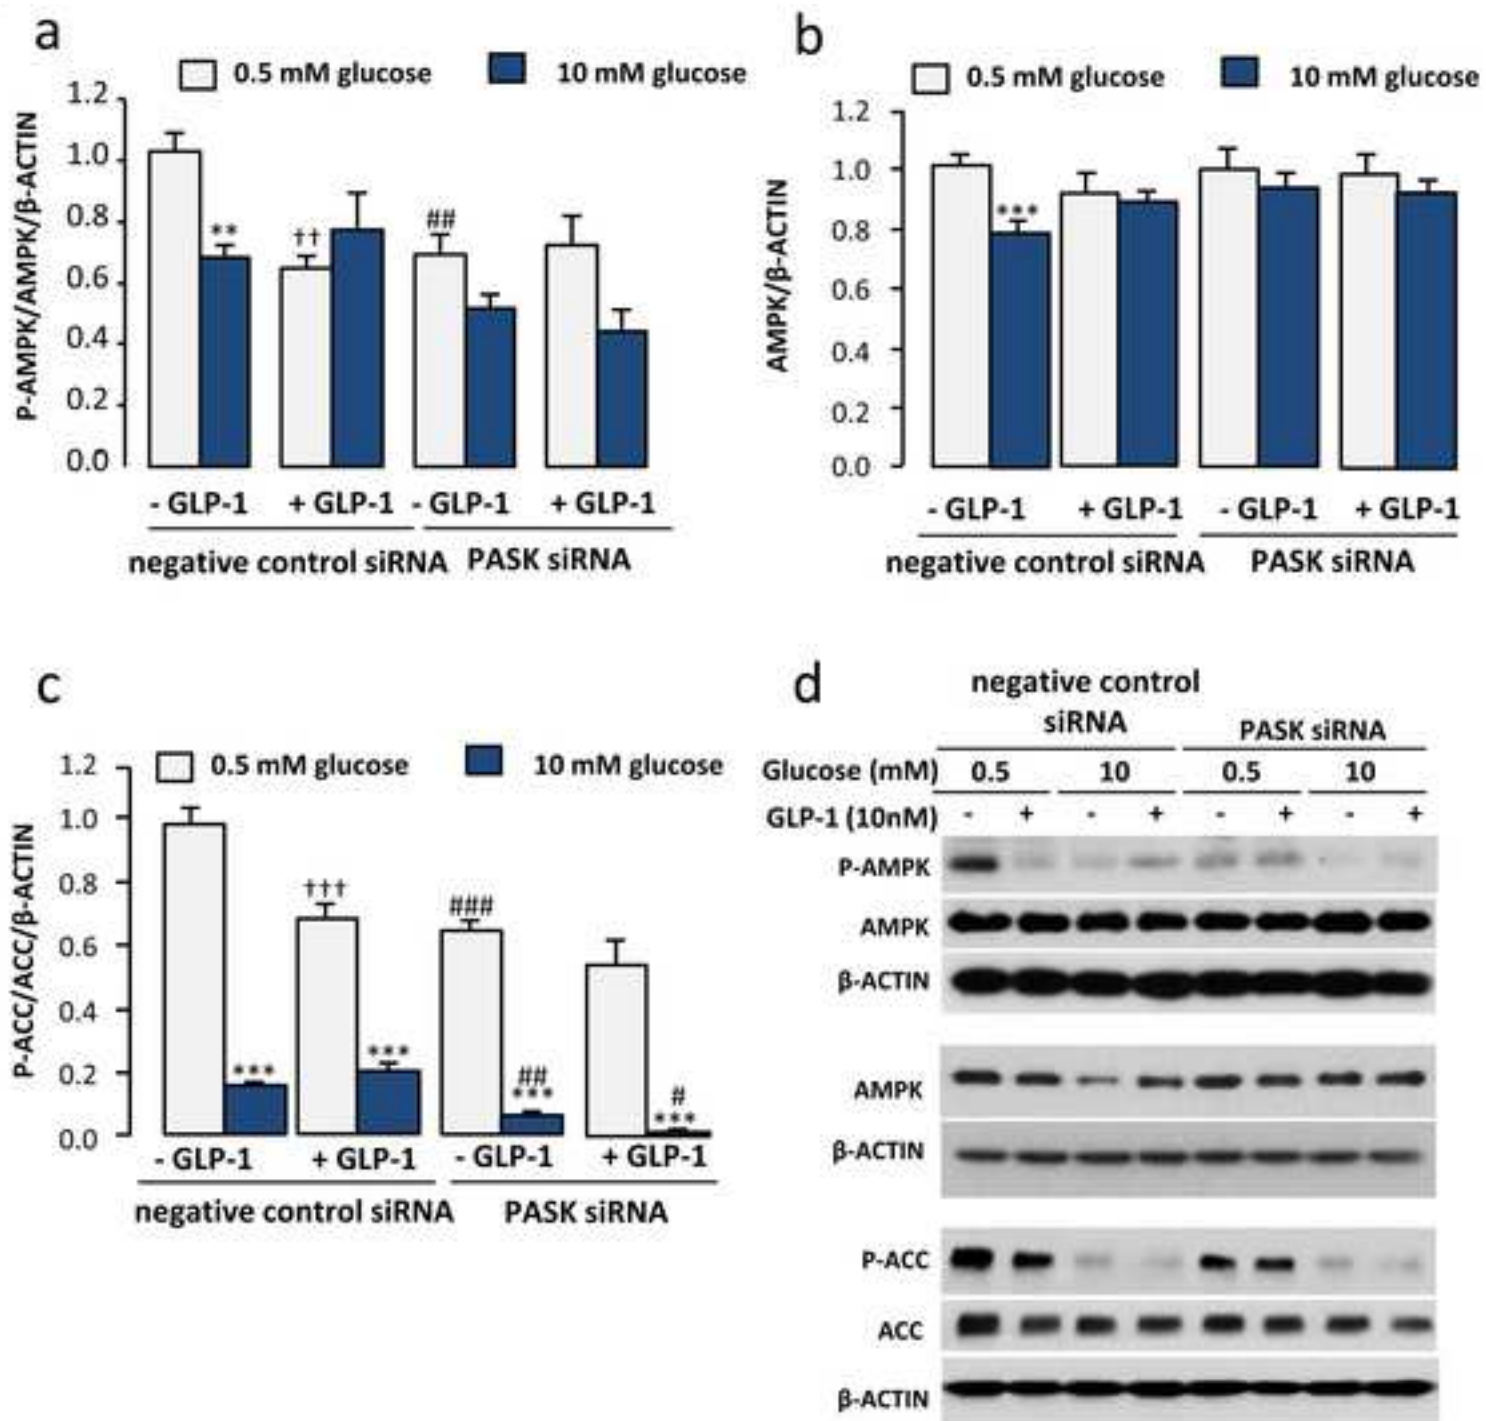 a
0.5 mM glucose 10 mM glucose
P-AMPK/AMPK/β-ACTIN
1.2
1.0
0.8
0.6
0.4
0.2
0.0
** †† ##
- GLP-1 + GLP-1 - GLP-1 + GLP-1
negative control siRNA PASK siRNA
b
0.5 mM glucose 10 mM glucose
AMPK/β-ACTIN
1.2
1.0
0.8
0.6
0.4
0.2
0.0
***
- GLP-1 + GLP-1 - GLP-1 + GLP-1
negative control siRNA PASK siRNA
c
0.5 mM glucose 10 mM glucose
P-ACC/ACC/β-ACTIN
1.2
1.0
0.8
0.6
0.4
0.2
0.0
††† ###
*** *** ## #
*** ***
- GLP-1 + GLP-1 - GLP-1 + GLP-1
negative control siRNA PASK siRNA
d
negative control
siRNA PASK siRNA
Glucose (mM) 0.5 10 0.5 10
GLP-1 (10nM) - + - + - + - +
P-AMPK
AMPK
β-ACTIN
AMPK
β-ACTIN
P-ACC
ACC
β-ACTIN